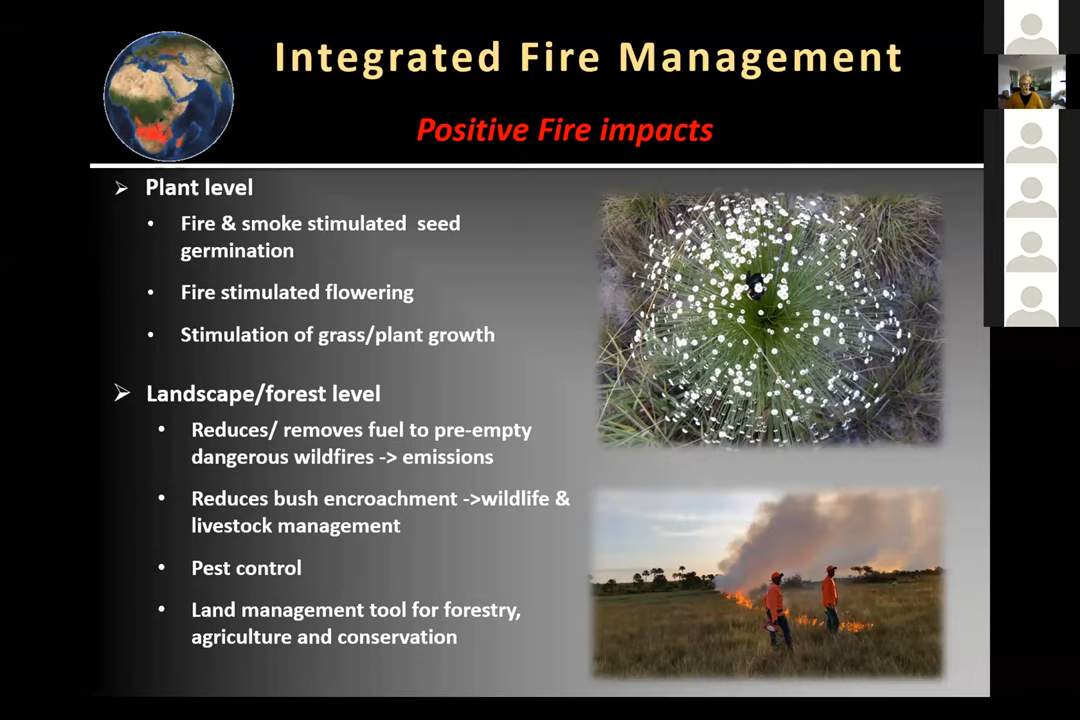 Integrated Fire Management
Positive Fire impacts
➢ Plant level
• Fire & smoke stimulated seed
germination
• Fire stimulated flowering
• Stimulation of grass/plant growth
➢ Landscape/forest level
• Reduces/ removes fuel to pre-empty
dangerous wildfires -> emissions
• Reduces bush encroachment ->wildlife &
livestock management
• Pest control
• Land management tool for forestry,
agriculture and conservation